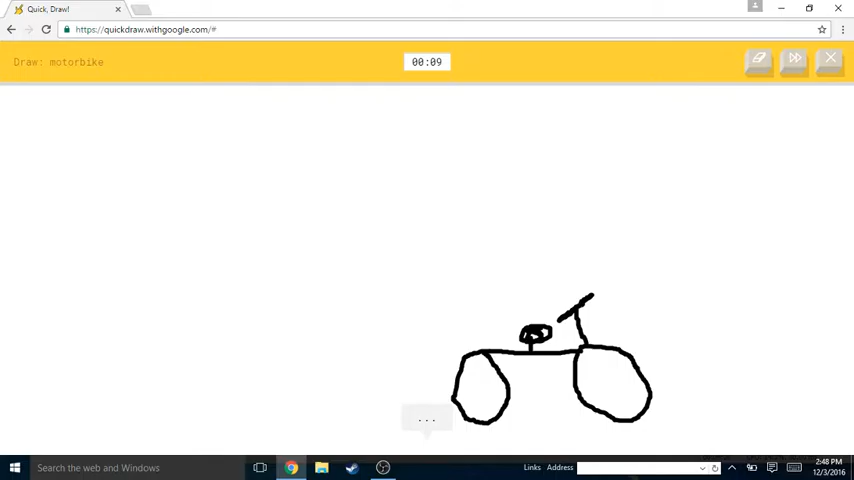 Quick, Draw!
https://quickdraw.withgoogle.com/#
Draw: motorbike
00:09
...
Search the web and Windows
Links
Address
2:48 PM
12/3/2016